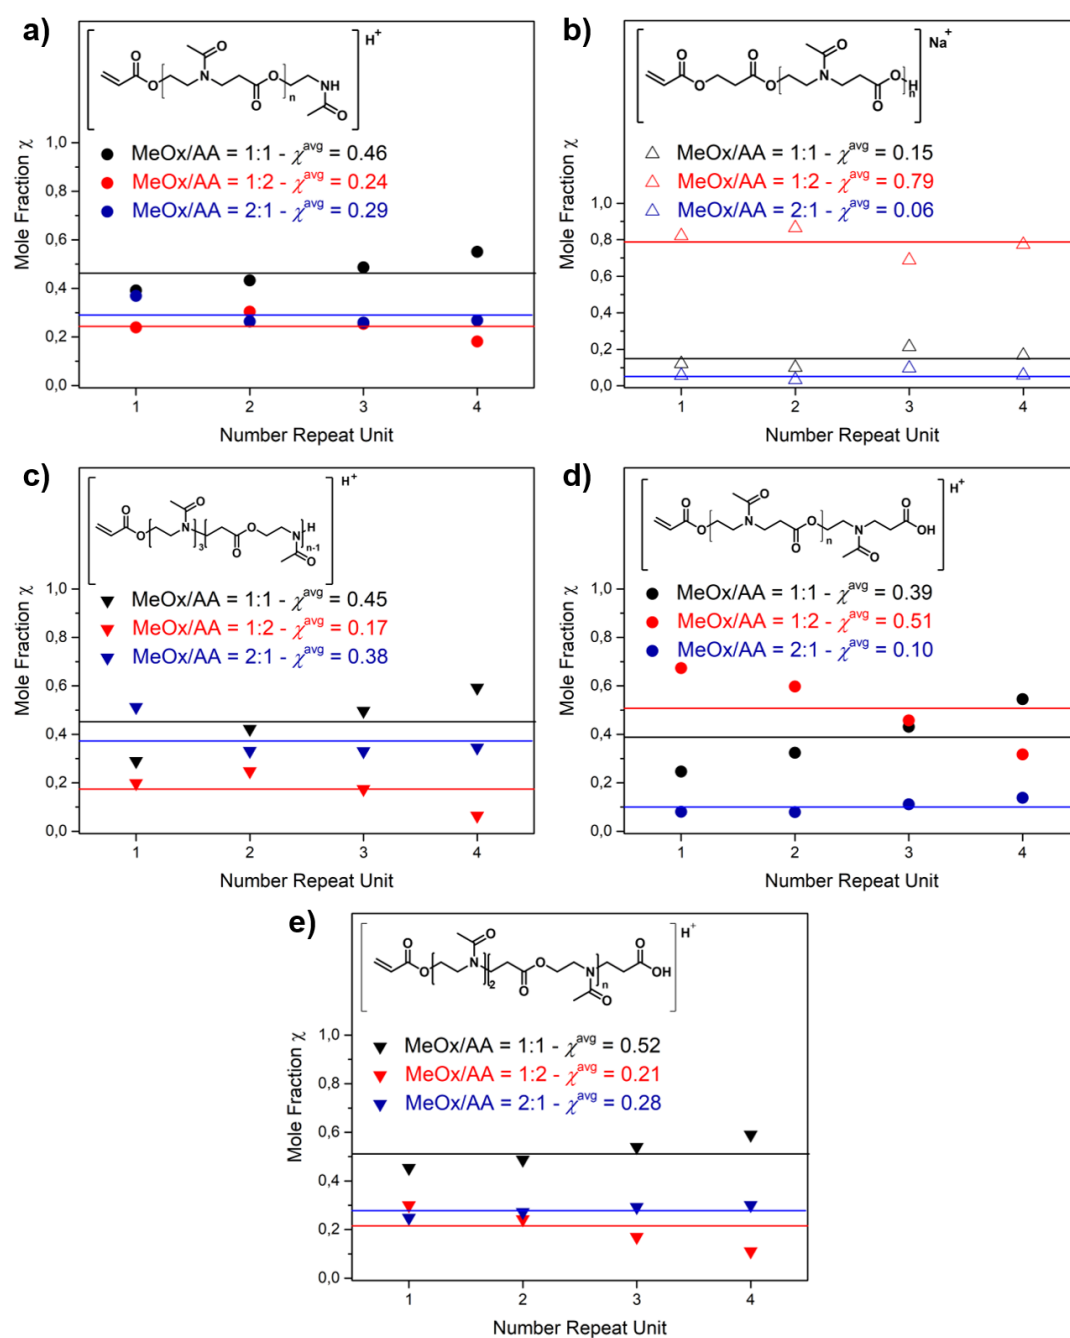 a)
H⁺
O
O
N
O
O
O
n
NH
O
MeOx/AA = 1:1 - χᵃᵛᵍ = 0.46
MeOx/AA = 1:2 - χᵃᵛᵍ = 0.24
MeOx/AA = 2:1 - χᵃᵛᵍ = 0.29
Mole Fraction χ
1,0
0,8
0,6
0,4
0,2
0,0
1 2 3 4
Number Repeat Unit
b)
Na⁺
O
O
O
O
O
N
O
O
H
n
MeOx/AA = 1:1 - χᵃᵛᵍ = 0.15
MeOx/AA = 1:2 - χᵃᵛᵍ = 0.79
MeOx/AA = 2:1 - χᵃᵛᵍ = 0.06
Mole Fraction χ
1,0
0,8
0,6
0,4
0,2
0,0
1 2 3 4
Number Repeat Unit
c)
H⁺
O
O
N
O
3
O
O
N
H
n-1
O
MeOx/AA = 1:1 - χᵃᵛᵍ = 0.45
MeOx/AA = 1:2 - χᵃᵛᵍ = 0.17
MeOx/AA = 2:1 - χᵃᵛᵍ = 0.38
Mole Fraction χ
1,0
0,8
0,6
0,4
0,2
0,0
1 2 3 4
Number Repeat Unit
d)
H⁺
O
O
N
O
O
O
n
N
O
O
OH
MeOx/AA = 1:1 - χᵃᵛᵍ = 0.39
MeOx/AA = 1:2 - χᵃᵛᵍ = 0.51
MeOx/AA = 2:1 - χᵃᵛᵍ = 0.10
Mole Fraction χ
1,0
0,8
0,6
0,4
0,2
0,0
1 2 3 4
Number Repeat Unit
e)
H⁺
O
O
N
O
2
O
O
N
n
O
O
OH
MeOx/AA = 1:1 - χᵃᵛᵍ = 0.52
MeOx/AA = 1:2 - χᵃᵛᵍ = 0.21
MeOx/AA = 2:1 - χᵃᵛᵍ = 0.28
Mole Fraction χ
1,0
0,8
0,6
0,4
0,2
0,0
1 2 3 4
Number Repeat Unit